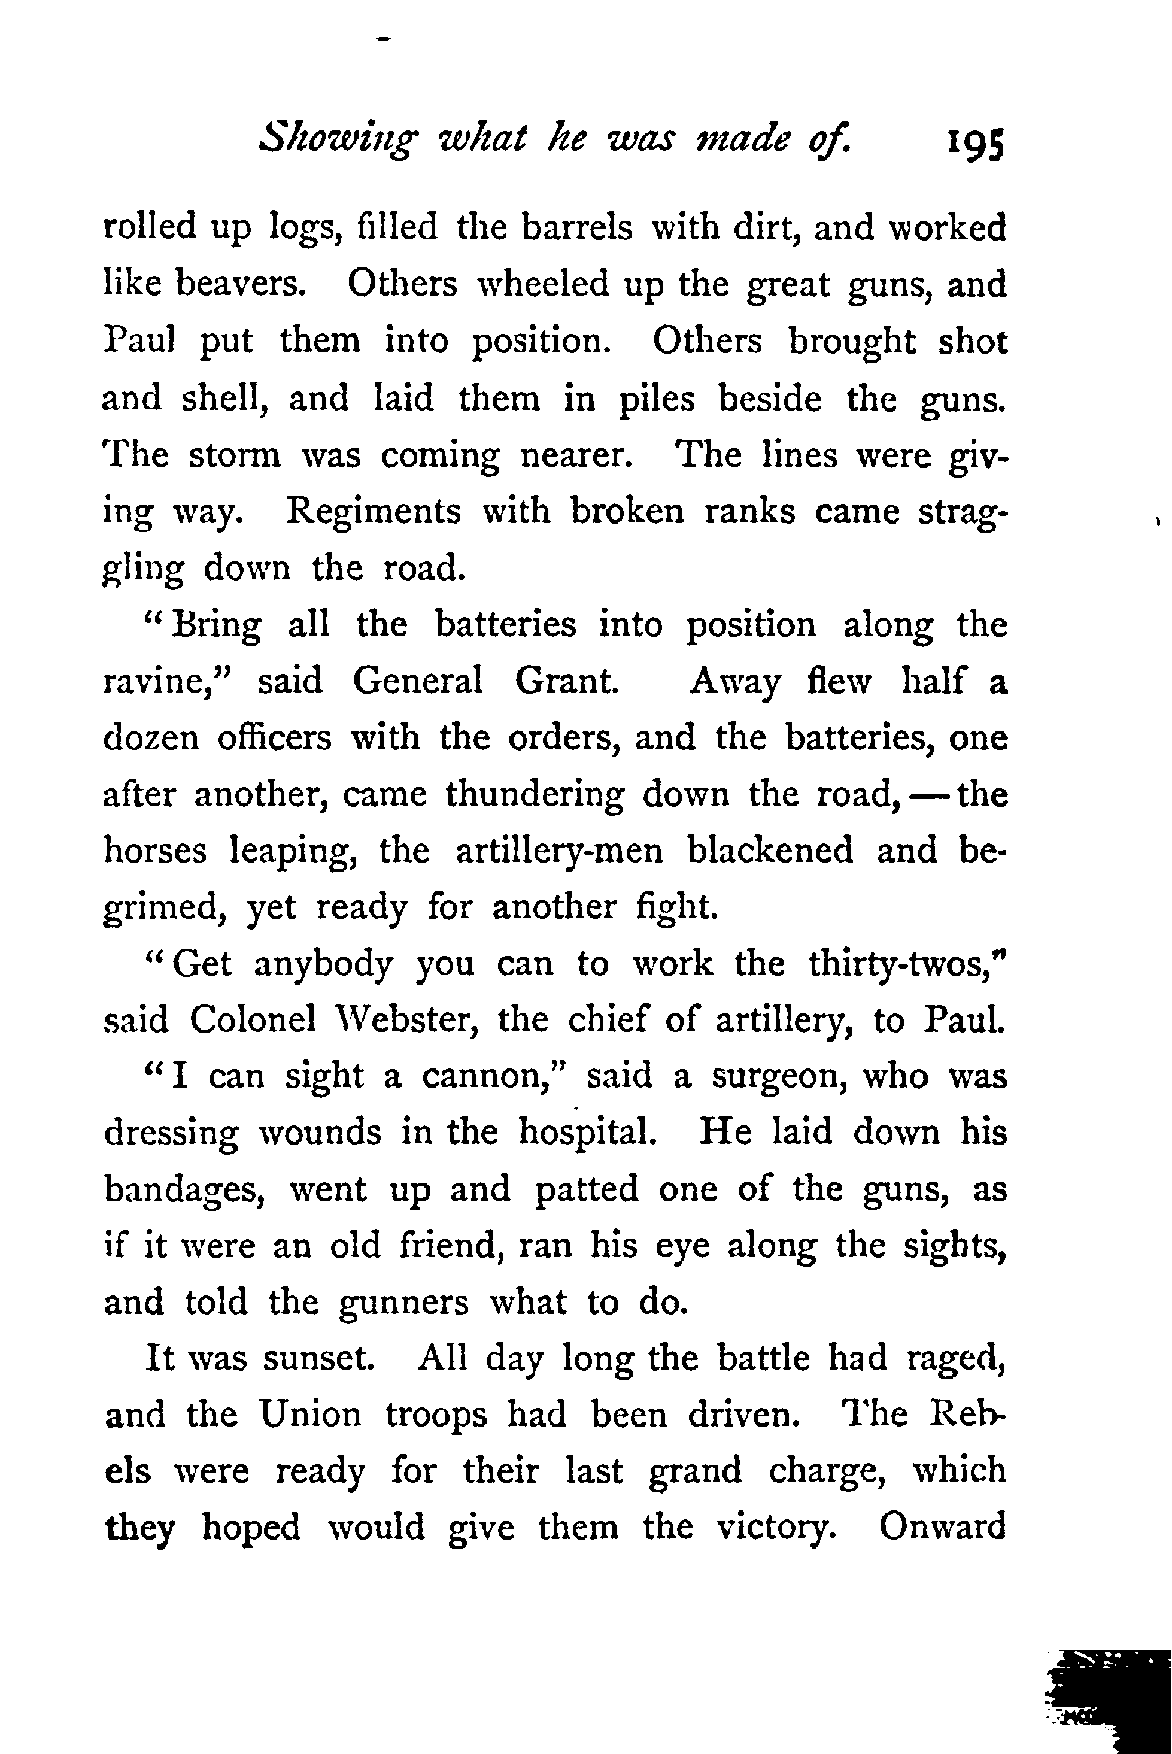 Showing what he was made of. 195
rolled up logs, filled the barrels with dirt, and worked
like beavers. Others wheeled up the great guns, and
Paul put them into position. Others brought shot
and shell, and laid them in piles beside the guns.
The storm was coming nearer. The lines were giv-
ing way. Regiments with broken ranks came strag-
gling down the road.
"Bring all the batteries into position along the
ravine," said General Grant. Away flew half a
dozen officers with the orders, and the batteries, one
after another, came thundering down the road,—the
horses leaping, the artillery-men blackened and be-
grimed, yet ready for another fight.
"Get anybody you can to work the thirty-twos,"
said Colonel Webster, the chief of artillery, to Paul.
"I can sight a cannon," said a surgeon, who was
dressing wounds in the hospital. He laid down his
bandages, went up and patted one of the guns, as
if it were an old friend, ran his eye along the sights,
and told the gunners what to do.
It was sunset. All day long the battle had raged,
and the Union troops had been driven. The Reb-
els were ready for their last grand charge, which
they hoped would give them the victory. Onward